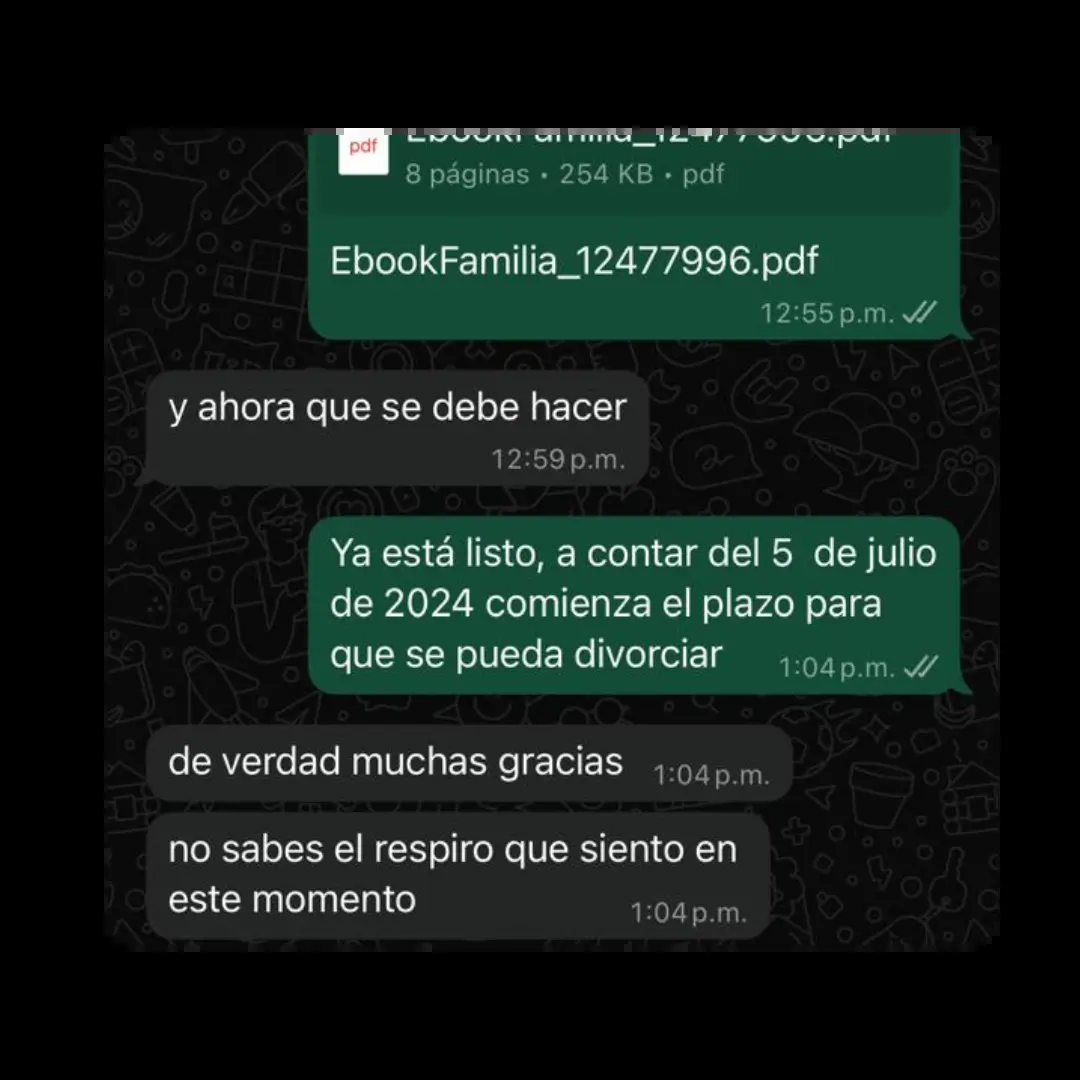 pdf
EbookFamilia_12477996.pdf
8 páginas • 254 KB • pdf
EbookFamilia_12477996.pdf
12:55 p.m.
y ahora que se debe hacer
12:59 p.m.
Ya está listo, a contar del 5 de julio
de 2024 comienza el plazo para
que se pueda divorciar
1:04 p.m.
de verdad muchas gracias
1:04 p.m.
no sabes el respiro que siento en
este momento
1:04 p.m.